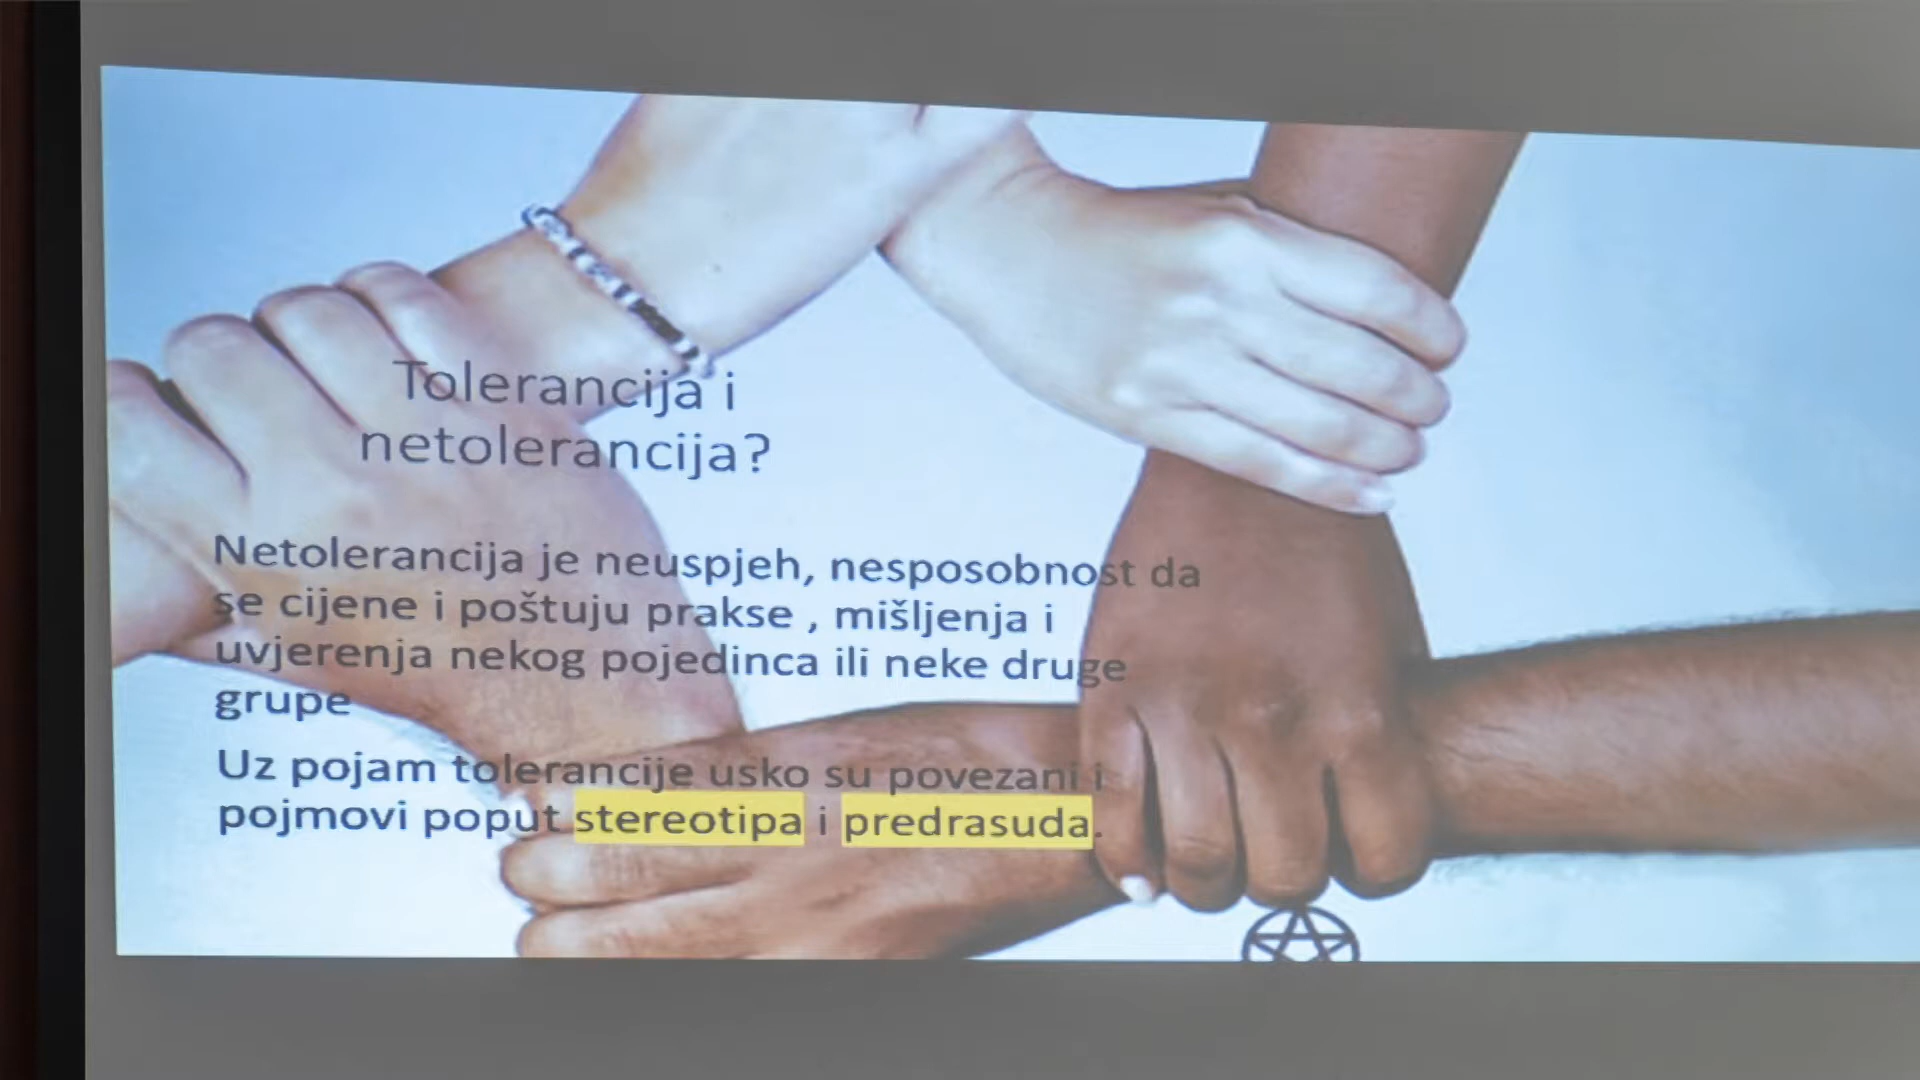 Tolerancija i
netolerancija?
Netolerancija je neuspjeh, nesposobnost da
se cijene i poštuju prakse , mišljenja i
uvjerenja nekog pojedinca ili neke druge
grupe
Uz pojam tolerancije usko su povezani i
pojmovi poput stereotipa i predrasuda.